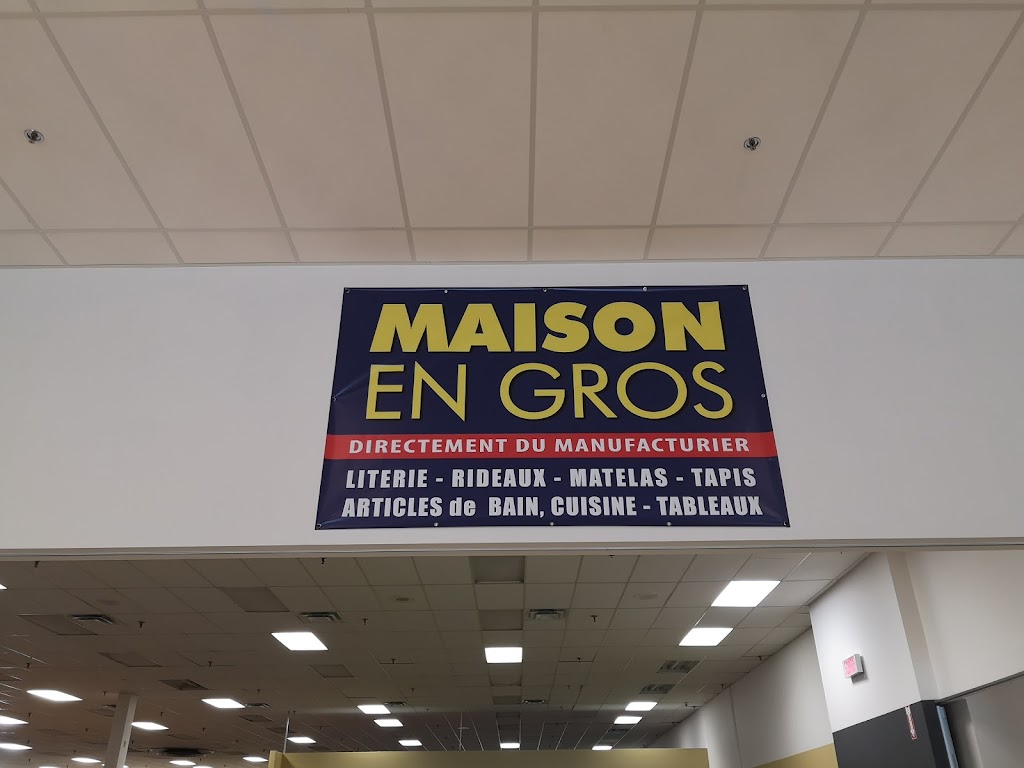 MAISON
EN GROS
DIRECTEMENT DU MANUFACTURIER
LITERIE - RIDEAUX - MATELAS - TAPIS
ARTICLES de BAIN, CUISINE - TABLEAUX